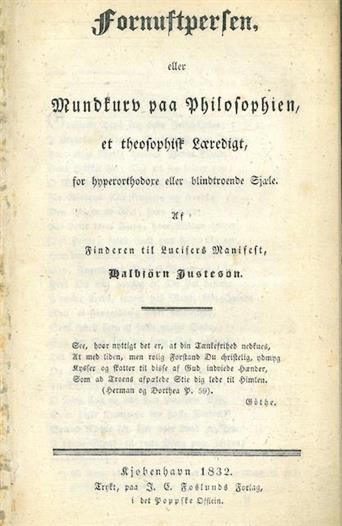 Fornuftpersen,
eller
Mundkurv paa Philosophien,
et theosophisk Læredigt,
for hyperorthodoxe eller blindtroende Sjæle.
Af
Finderen til Lucifers Manifest,
Halbjörn Justesön.
See, hvor nyttigt det er, at din Tænkefrihed nedkues,
At med liden, men rolig Forstand Du christelig, ydmyg
Kysser og skatter til disse af Gud indviede Hænder,
Som ad Troens afpælede Stie dig lede til Himlen.
(Herman og Dorthea P. 59).
Göthe.
Kjøbenhavn 1832.
Trykt, paa J. C. Foslunds Forlag,
i det Poppske Officin.